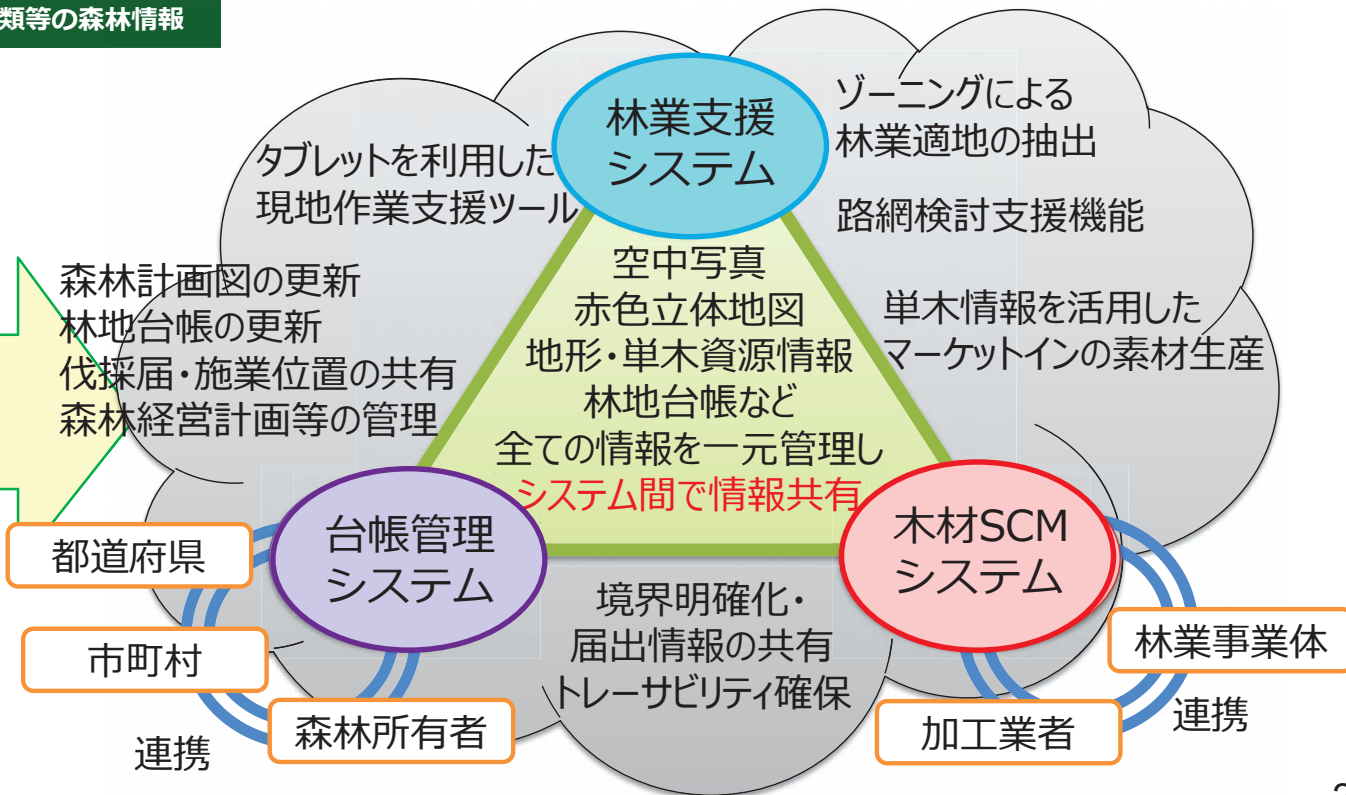 類等の森林情報
林業支援
システム
タブレットを利用した
現地作業支援ツール
ゾーニングによる
林業適地の抽出
路網検討支援機能
単木情報を活用した
マーケットインの素材生産
森林計画図の更新
林地台帳の更新
伐採届・施業位置の共有
森林経営計画等の管理
空中写真
赤色立体地図
地形・単木資源情報
林地台帳など
全ての情報を一元管理し
システム間で情報共有
台帳管理
システム
木材SCM
システム
境界明確化・
届出情報の共有
トレーサビリティ確保
都道府県
市町村
森林所有者
連携
林業事業体
加工業者
連携